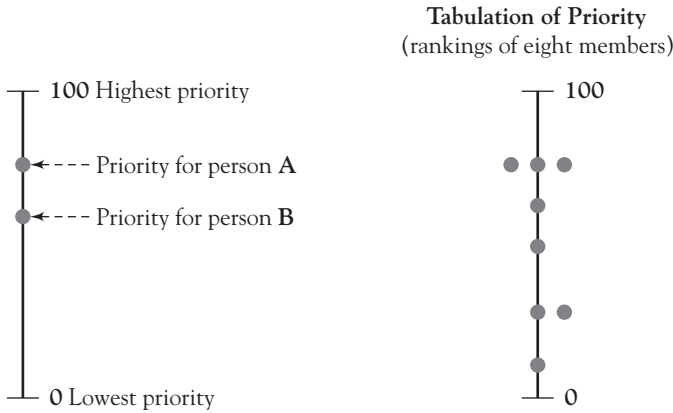 Tabulation of Priority
(rankings of eight members)
100 Highest priority
Priority for person A
Priority for person B
0 Lowest priority
100
0